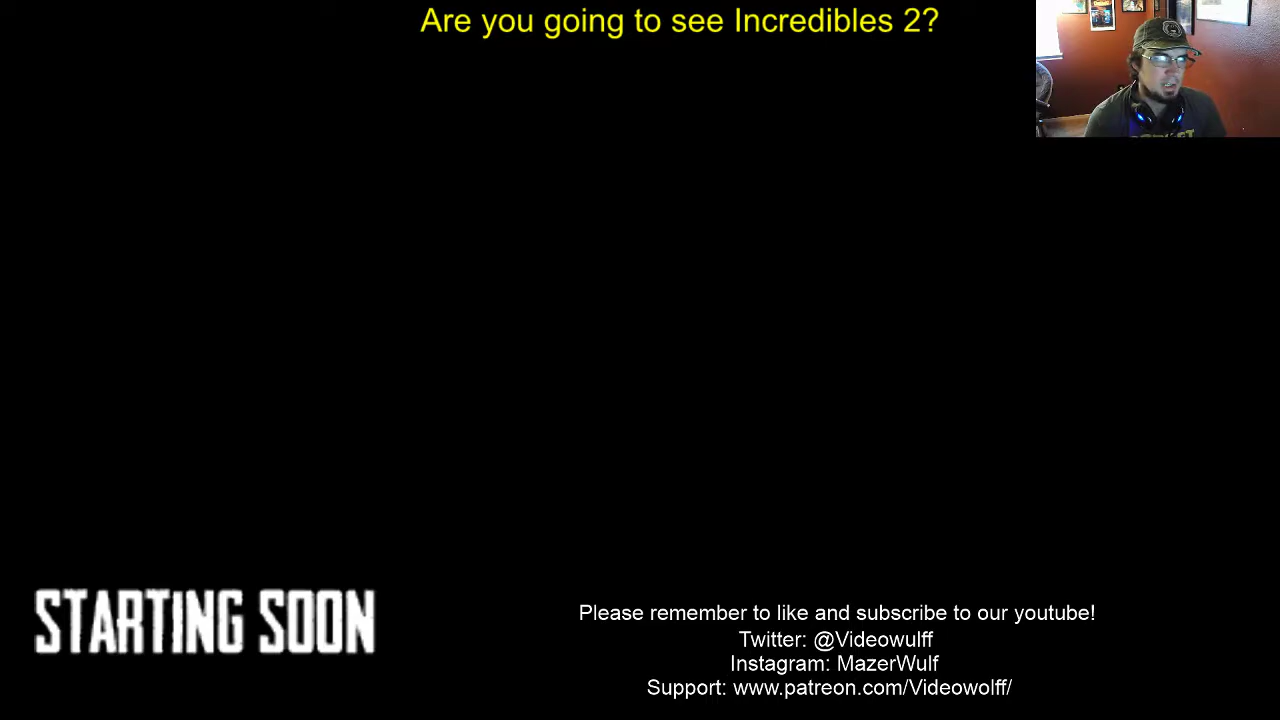 Are you going to see Incredibles 2?
STARTING SOON
Please remember to like and subscribe to our youtube!
Twitter: @Videowulff
Instagram: MazerWulf
Support: www.patreon.com/Videowolff/